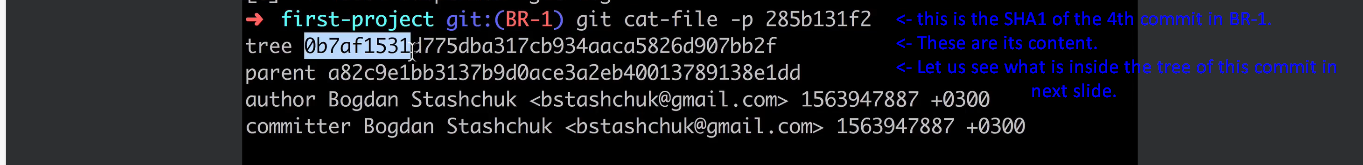 ➜ first-project git:(BR-1) git cat-file -p 285b131f2 <- this is the SHA1 of the 4th commit in BR-1.
tree 0b7af1531d775dba317cb934aaca5826d907bb2f <- These are its content.
parent a82c9e1bb3137b9d0ace3a2eb40013789138e1dd <- Let us see what is inside the tree of this commit in
author Bogdan Stashchuk <bstashchuk@gmail.com> 1563947887 +0300 next slide.
committer Bogdan Stashchuk <bstashchuk@gmail.com> 1563947887 +0300